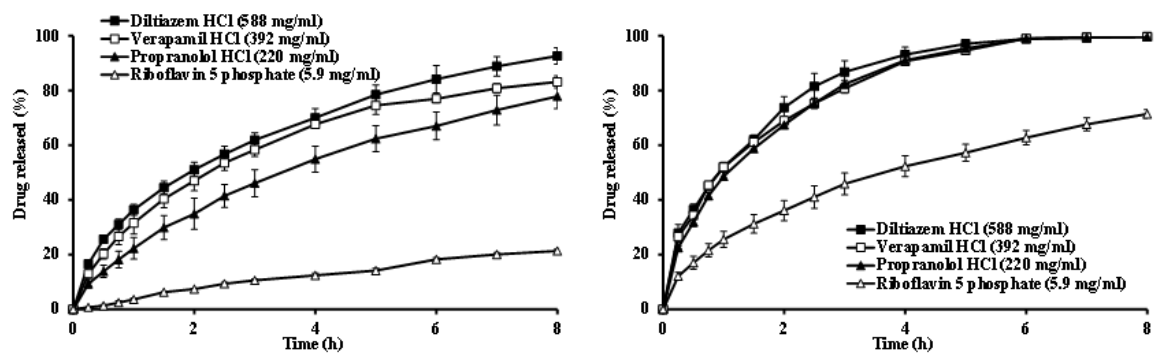 Diltiazem HCl (588 mg/ml)
Verapamil HCl (392 mg/ml)
Propranolol HCl (220 mg/ml)
Riboflavin 5 phosphate (5.9 mg/ml)
100
80
60
40
20
0
Drug released (%)
0 2 4 6 8
Time (h)
100
80
60
40
20
0
Drug released (%)
Diltiazem HCl (588 mg/ml)
Verapamil HCl (392 mg/ml)
Propranolol HCl (220 mg/ml)
Riboflavin 5 phosphate (5.9 mg/ml)
0 2 4 6 8
Time (h)